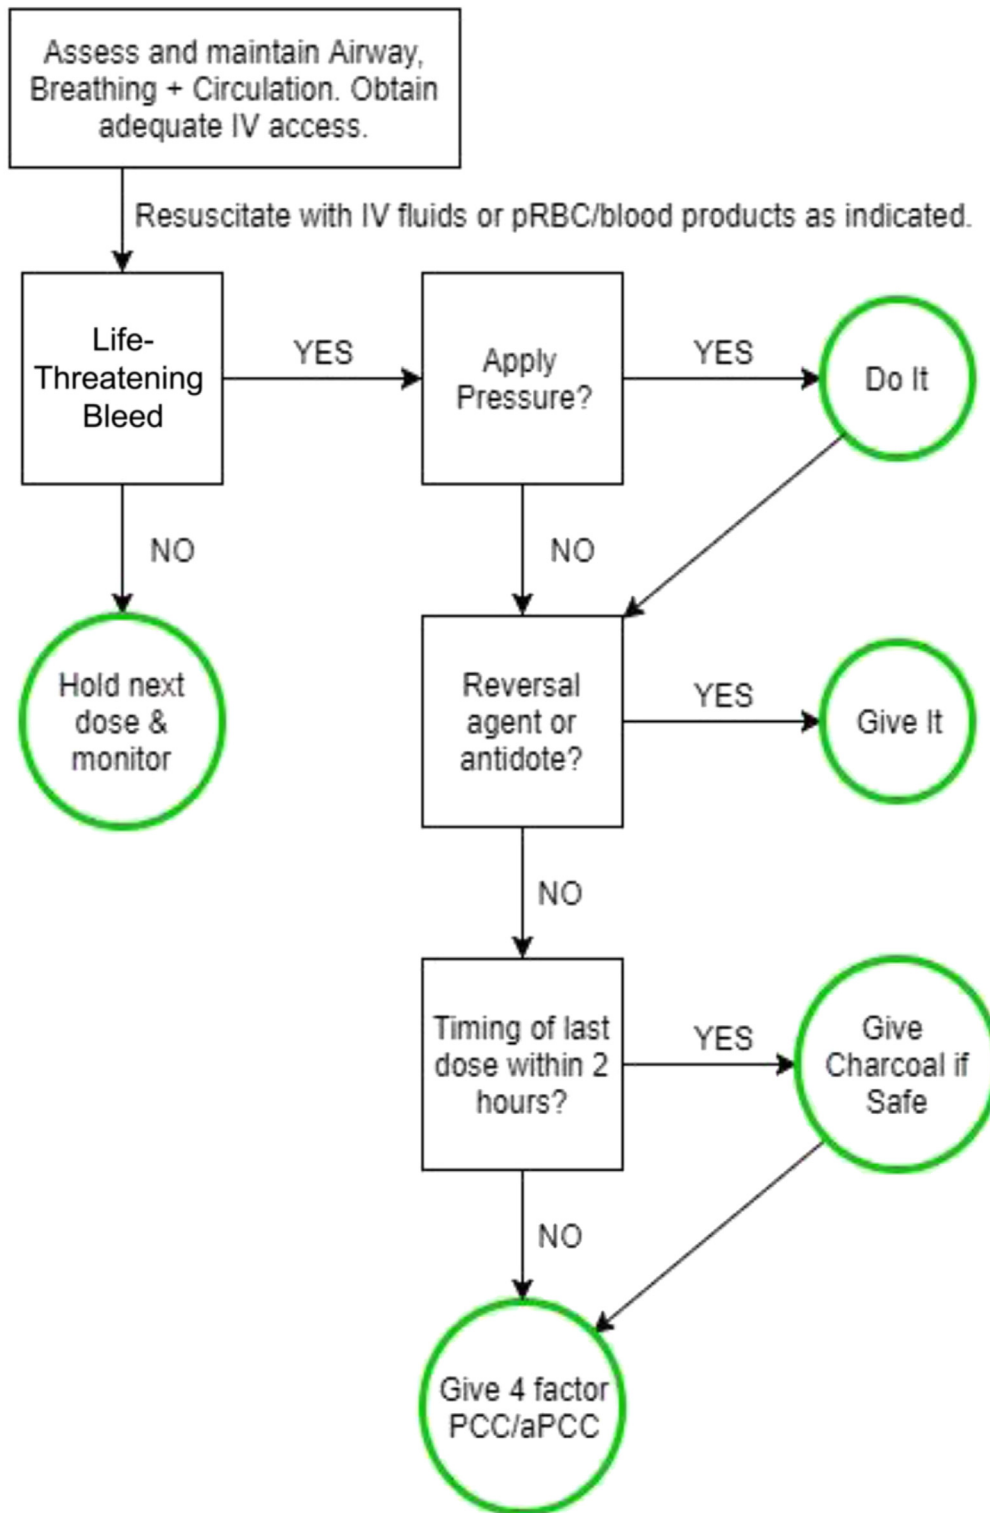 Assess and maintain Airway,
Breathing + Circulation. Obtain
adequate IV access.
Resuscitate with IV fluids or pRBC/blood products as indicated.
Life-
Threatening
Bleed
YES
Apply
Pressure?
YES
Do It
NO
NO
Hold next
dose &
monitor
Reversal
agent or
antidote?
YES
Give It
NO
Timing of last
dose within 2
hours?
YES
Give
Charcoal if
Safe
NO
Give 4 factor
PCC/aPCC